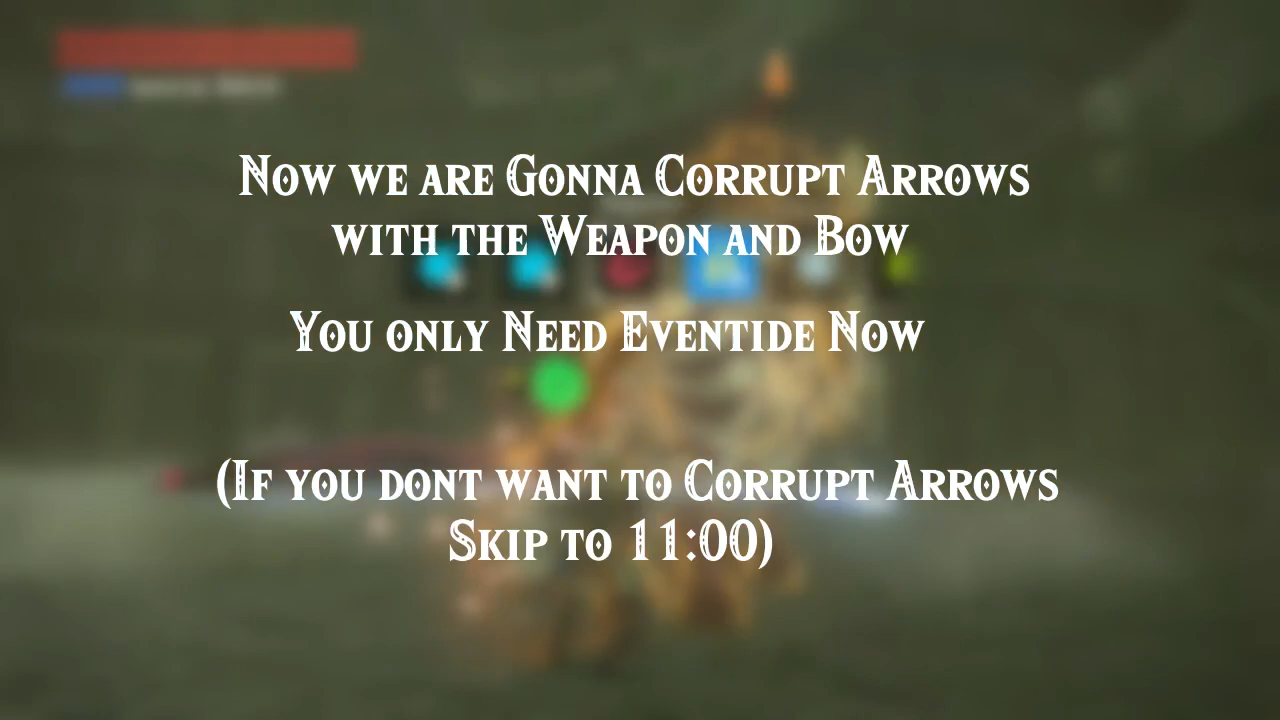 Now we are Gonna Corrupt Arrows
with the Weapon and Bow
You only Need Eventide Now
(If you dont want to Corrupt Arrows
Skip to 11:00)